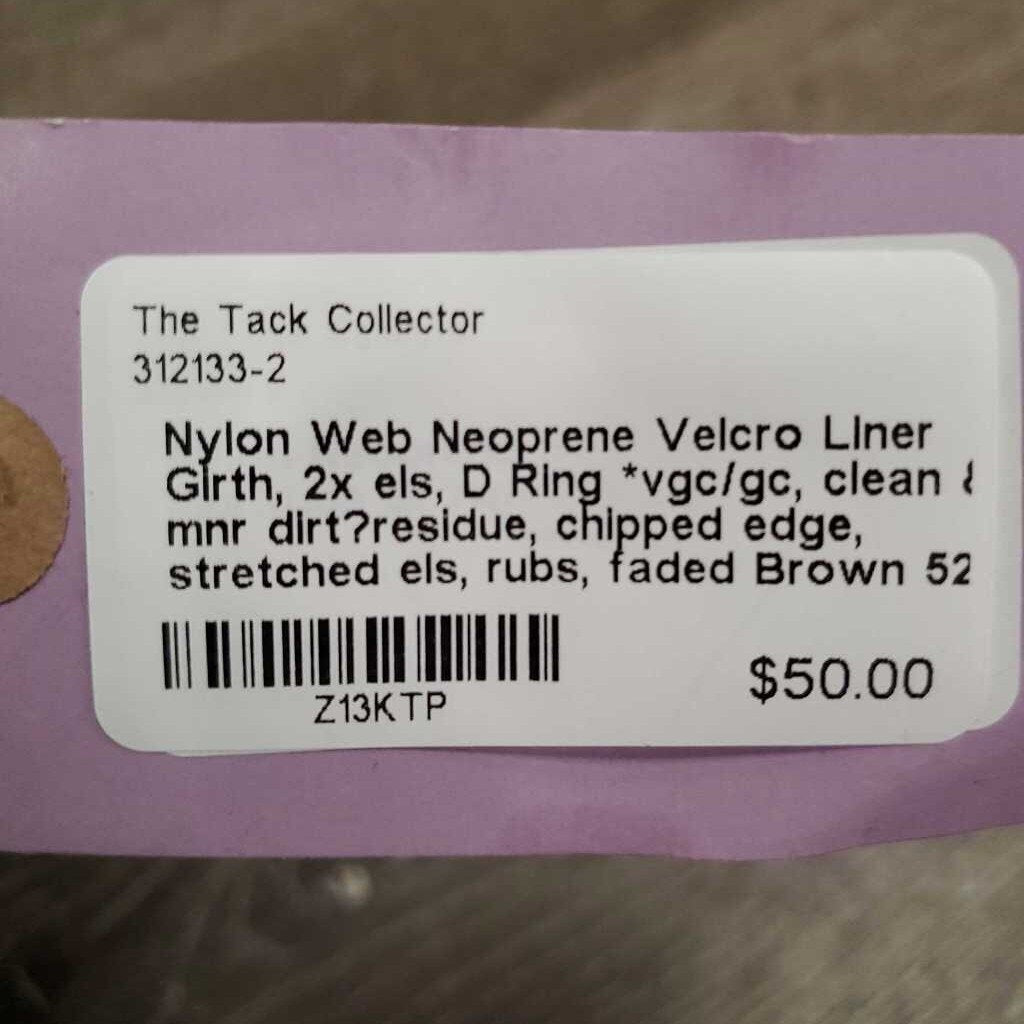 The Tack Collector
312133-2
Nylon Web Neoprene Velcro Liner
Girth, 2x els, D Ring *vgc/gc, clean &
mnr dirt?residue, chipped edge,
stretched els, rubs, faded Brown 52
Z13KTP
$50.00